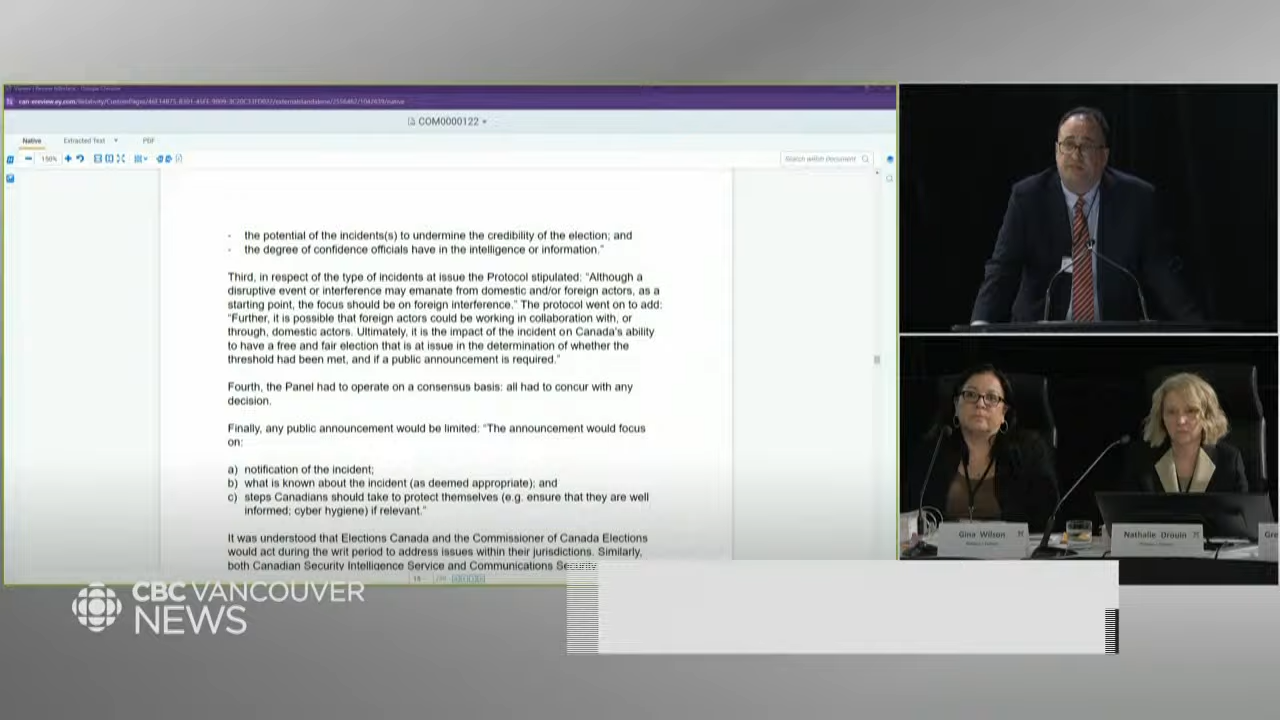 COM0000122
Native Extracted Text PDF
150% Search within document
- the potential of the incidents(s) to undermine the credibility of the election; and
- the degree of confidence officials have in the intelligence or information."
Third, in respect of the type of incidents at issue the Protocol stipulated: "Although a
disruptive event or interference may emanate from domestic and/or foreign actors, as a
starting point, the focus should be on foreign interference." The protocol went on to add:
"Further, it is possible that foreign actors could be working in collaboration with, or
through, domestic actors. Ultimately, it is the impact of the incident on Canada's ability
to have a free and fair election that is at issue in the determination of whether the
threshold had been met, and if a public announcement is required."
Fourth, the Panel had to operate on a consensus basis: all had to concur with any
decision.
Finally, any public announcement would be limited: "The announcement would focus
on:
a) notification of the incident;
b) what is known about the incident (as deemed appropriate); and
c) steps Canadians should take to protect themselves (e.g. ensure that they are well
informed; cyber hygiene) if relevant."
It was understood that Elections Canada and the Commissioner of Canada Elections
would act during the writ period to address issues within their jurisdictions. Similarly,
both Canadian Security Intelligence Service and Communications Security
Gina Wilson
Nathalie Drouin
CBC VANCOUVER
NEWS